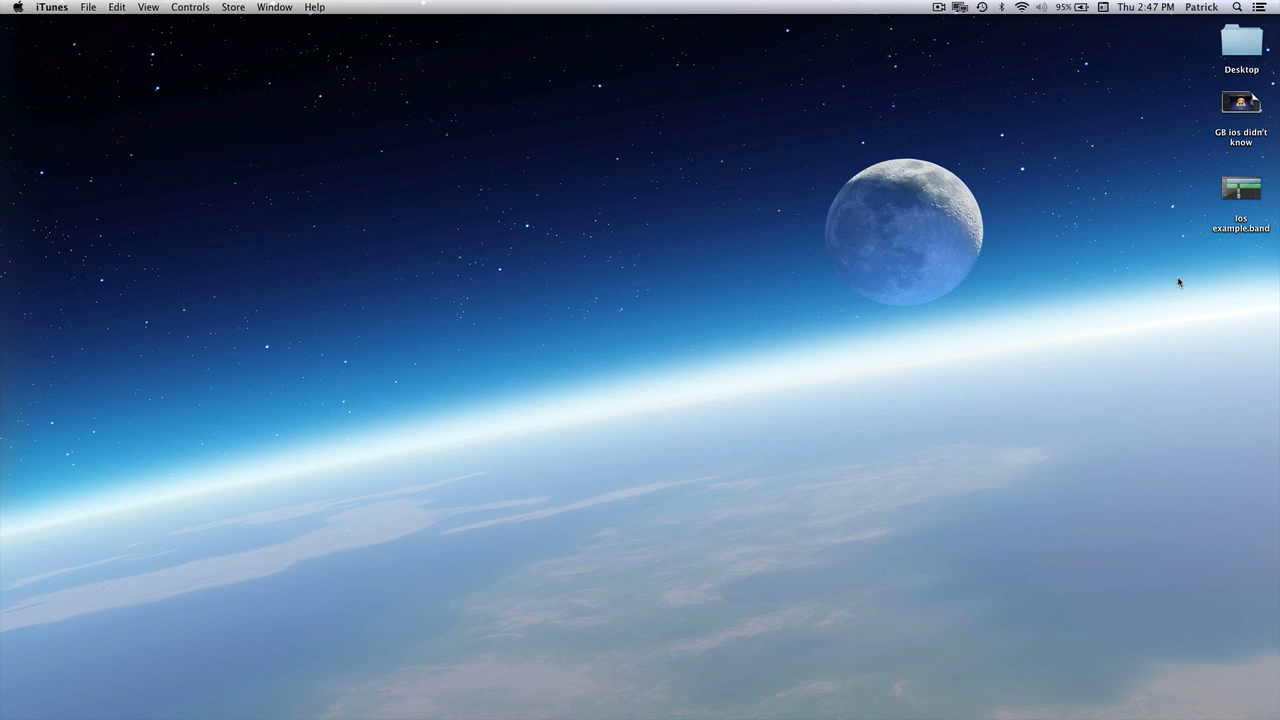 iTunes File Edit View Controls Store Window Help
95% Thu 2:47 PM Patrick
Desktop
GB ios didn't
know
Ios
example.band